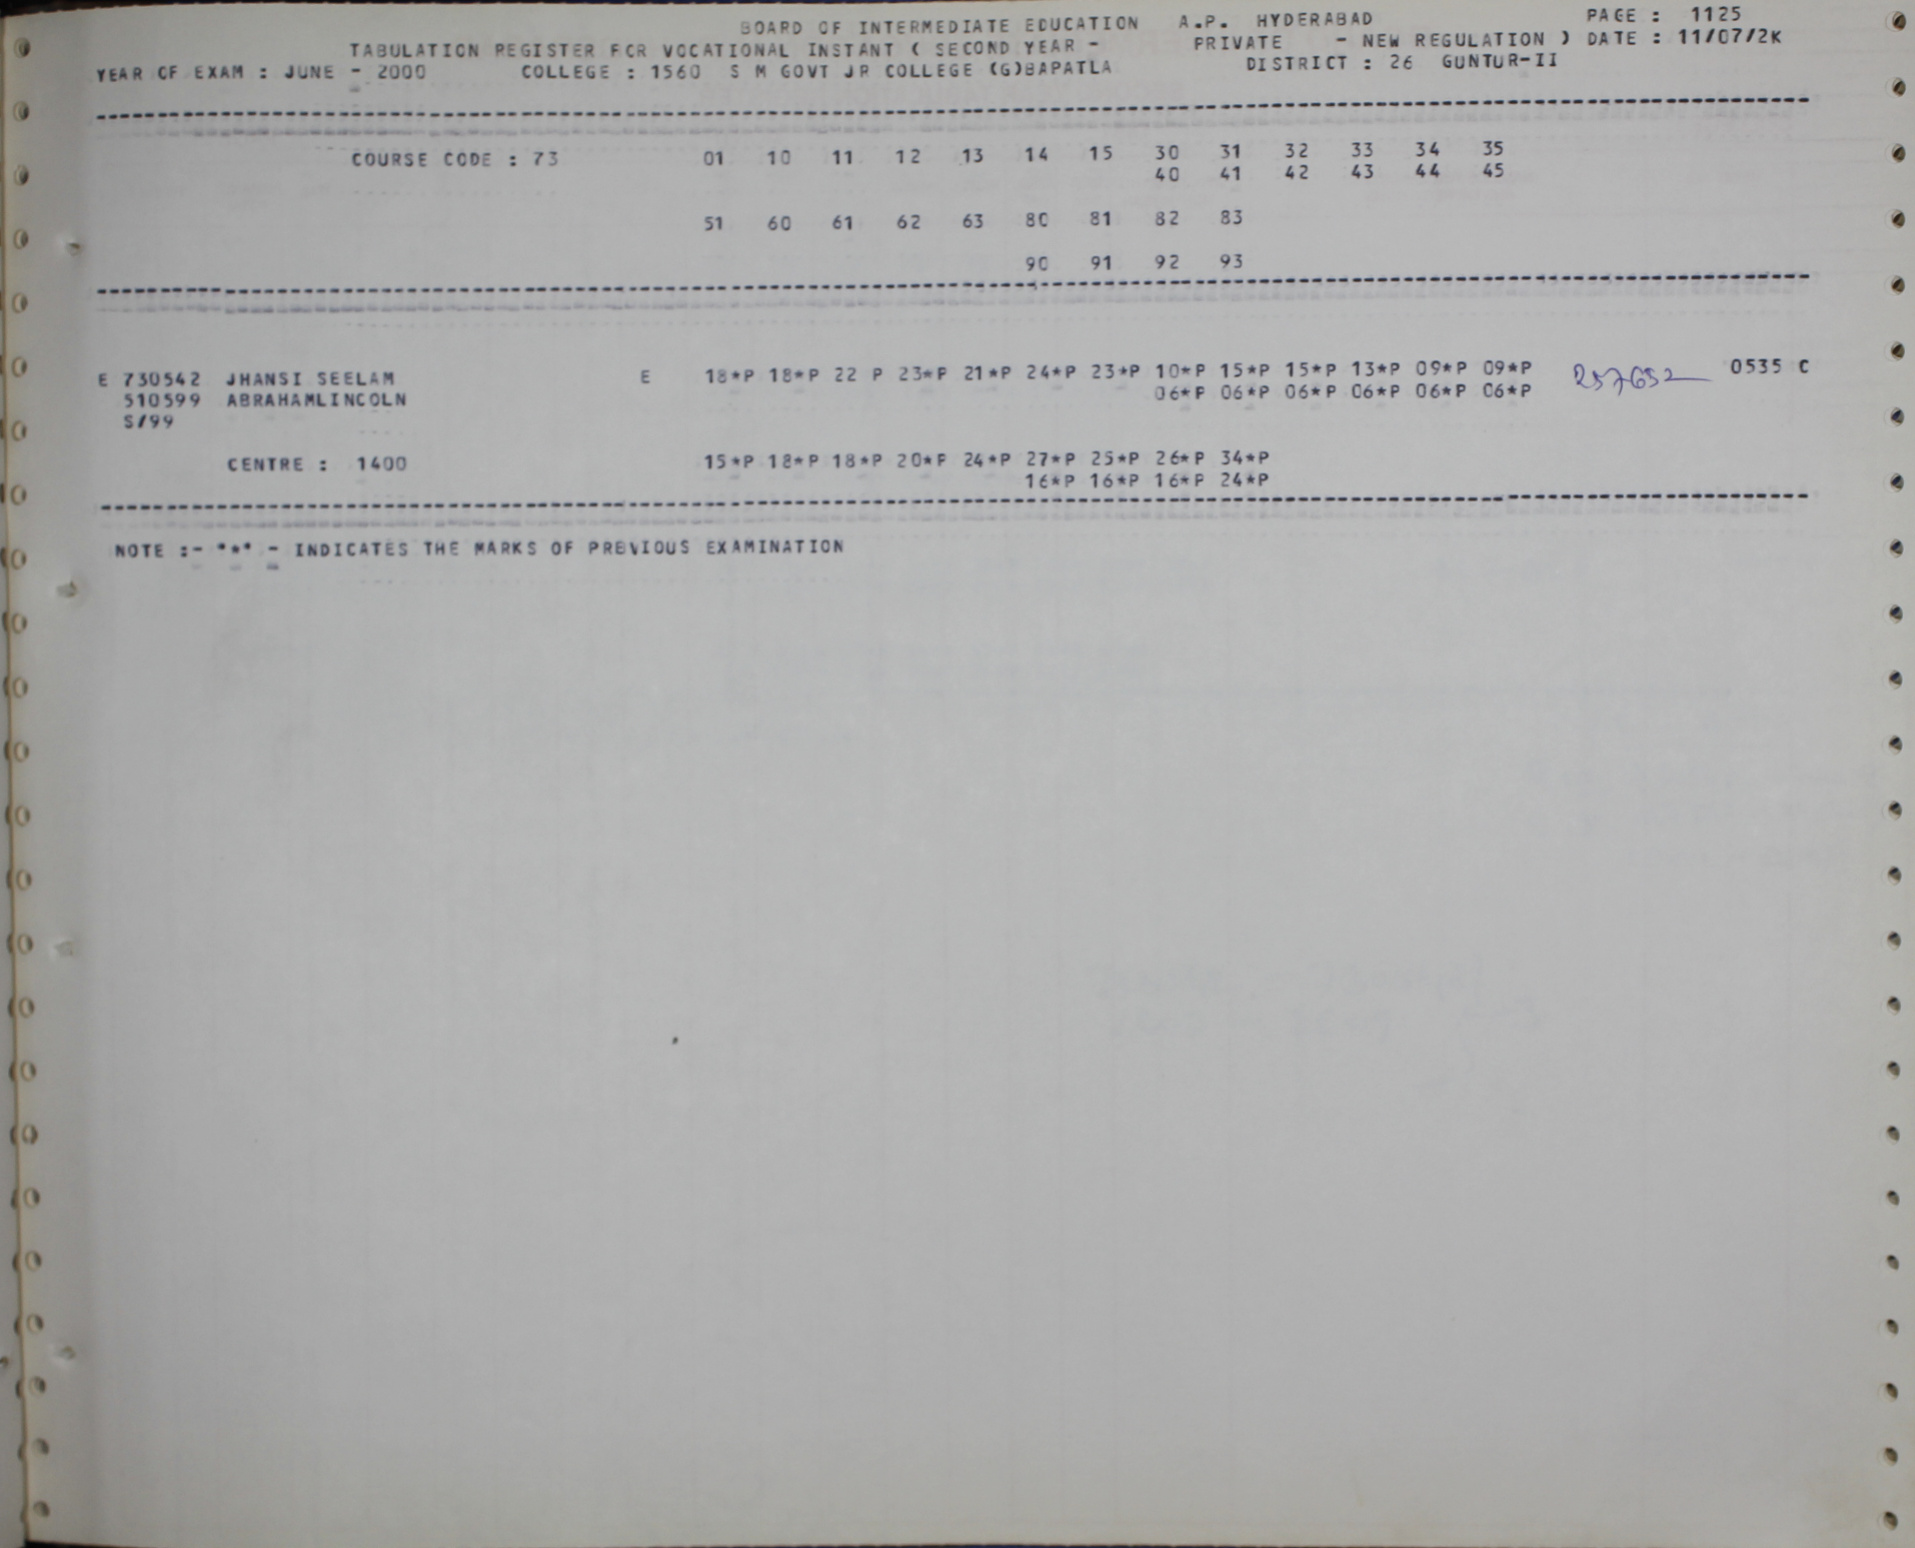 BOARD OF INTERMEDIATE EDUCATION A.P. HYDERABAD PAGE : 1125
TABULATION REGISTER FOR VOCATIONAL INSTANT ( SECOND YEAR - PRIVATE - NEW REGULATION ) DATE : 11/07/2K
YEAR OF EXAM : JUNE - 2000 COLLEGE : 1560 S M GOVT JR COLLEGE (G)BAPATLA DISTRICT : 26 GUNTUR-II
COURSE CODE : 73 01 10 11 12 13 14 15 30 31 32 33 34 35
40 41 42 43 44 45
51 60 61 62 63 80 81 82 83
90 91 92 93
E 730542 JHANSI SEELAM E 18*P 18*P 22 P 23*P 21*P 24*P 23*P 10*P 15*P 15*P 13*P 09*P 09*P 257652 0535 C
510599 ABRAHAMLINCOLN 06*P 06*P 06*P 06*P 06*P 06*P
S/99
CENTRE : 1400 15*P 18*P 18*P 20*P 24*P 27*P 25*P 26*P 34*P
16*P 16*P 16*P 24*P
NOTE :- "*" - INDICATES THE MARKS OF PREVIOUS EXAMINATION